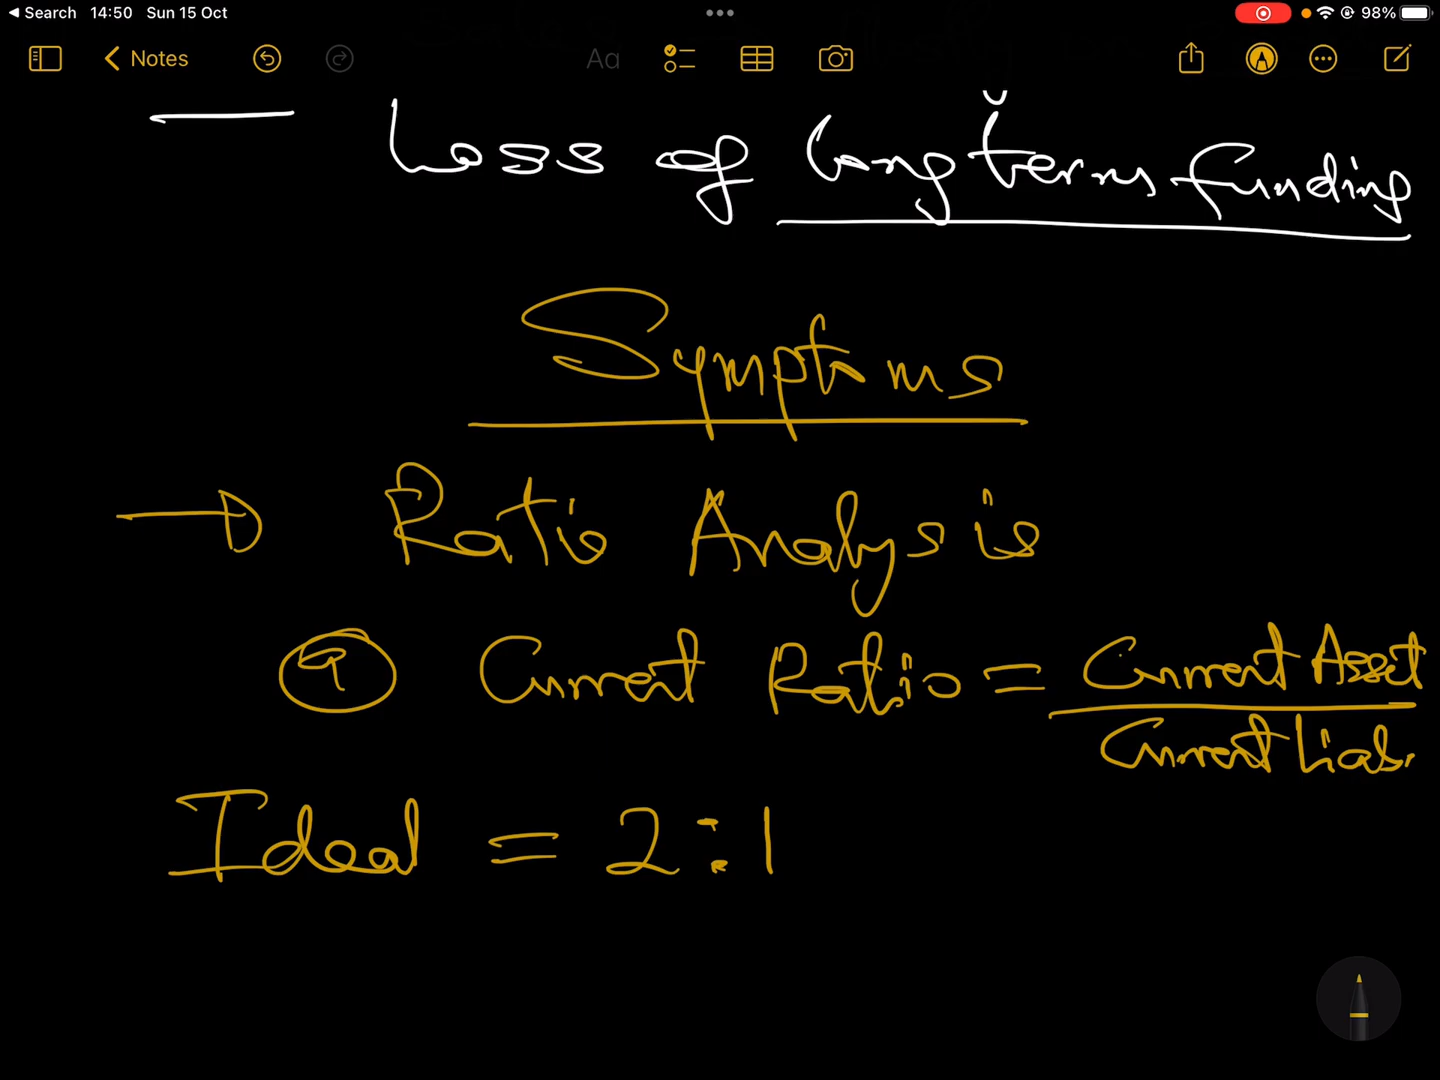 Search 14:50 Sun 15 Oct 98%
Notes Aa
— Loss of long term funding
Symptoms
→ Ratio Analysis
Current Ratio = Current Asset
Current Liab.
Ideal = 2:1